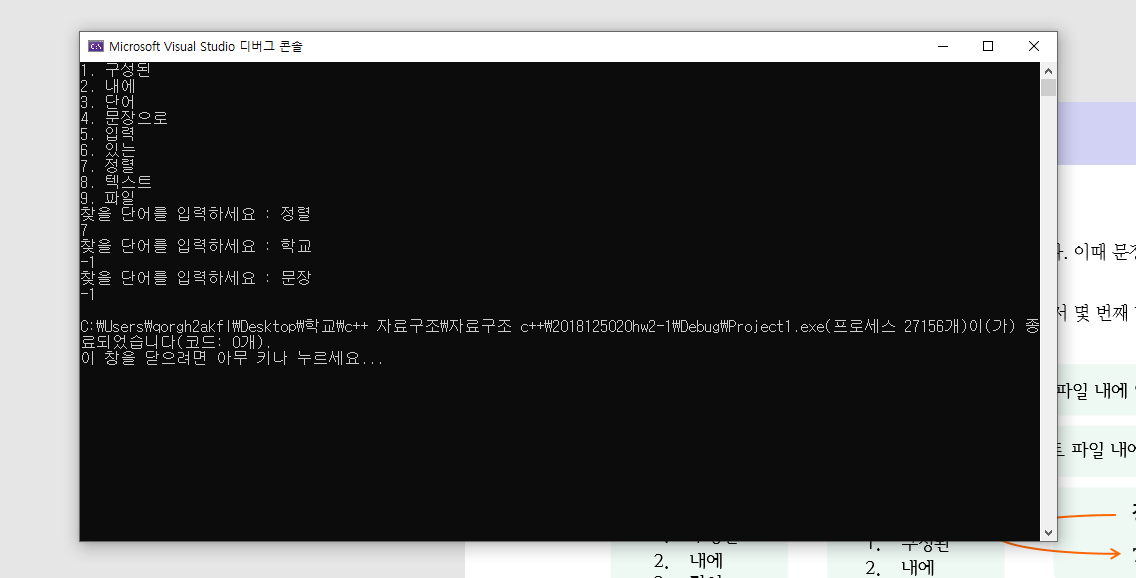 Microsoft Visual Studio 디버그 콘솔
1. 구성된
2. 내에
3. 단어
4. 문장으로
5. 입력
6. 있는
7. 정렬
8. 텍스트
9. 파일
찾을 단어를 입력하세요 : 정렬
7
찾을 단어를 입력하세요 : 학교
-1
찾을 단어를 입력하세요 : 문장
-1
C:\Users\qorgh2akfl\Desktop\학교\c++ 자료구조\자료구조 c++\2018125020hw2-1\Debug\Project1.exe(프로세스 27156개)이(가) 종
료되었습니다(코드: 0개).
이 창을 닫으려면 아무 키나 누르세요...
. 이때
서 몇 번째
파일 내에
파일 내에
1. 구성된
2. 내에
2. 내에